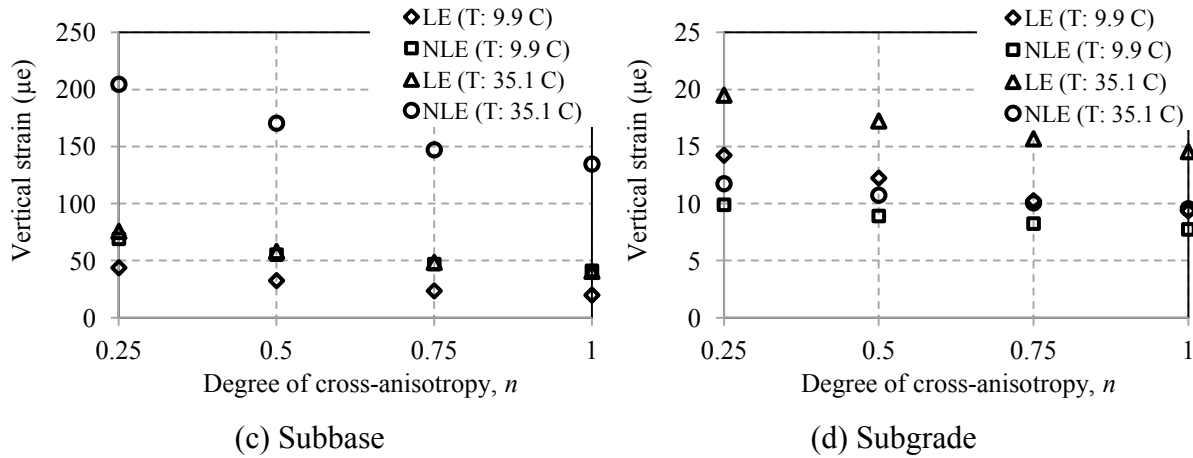 LE (T: 9.9 C)
NLE (T: 9.9 C)
LE (T: 35.1 C)
NLE (T: 35.1 C)
250
200
150
100
50
0
Vertical strain (µe)
0.25 0.5 0.75 1
Degree of cross-anisotropy, n
(c) Subbase
LE (T: 9.9 C)
NLE (T: 9.9 C)
LE (T: 35.1 C)
NLE (T: 35.1 C)
25
20
15
10
5
0
Vertical strain (µe)
0.25 0.5 0.75 1
Degree of cross-anisotropy, n
(d) Subgrade